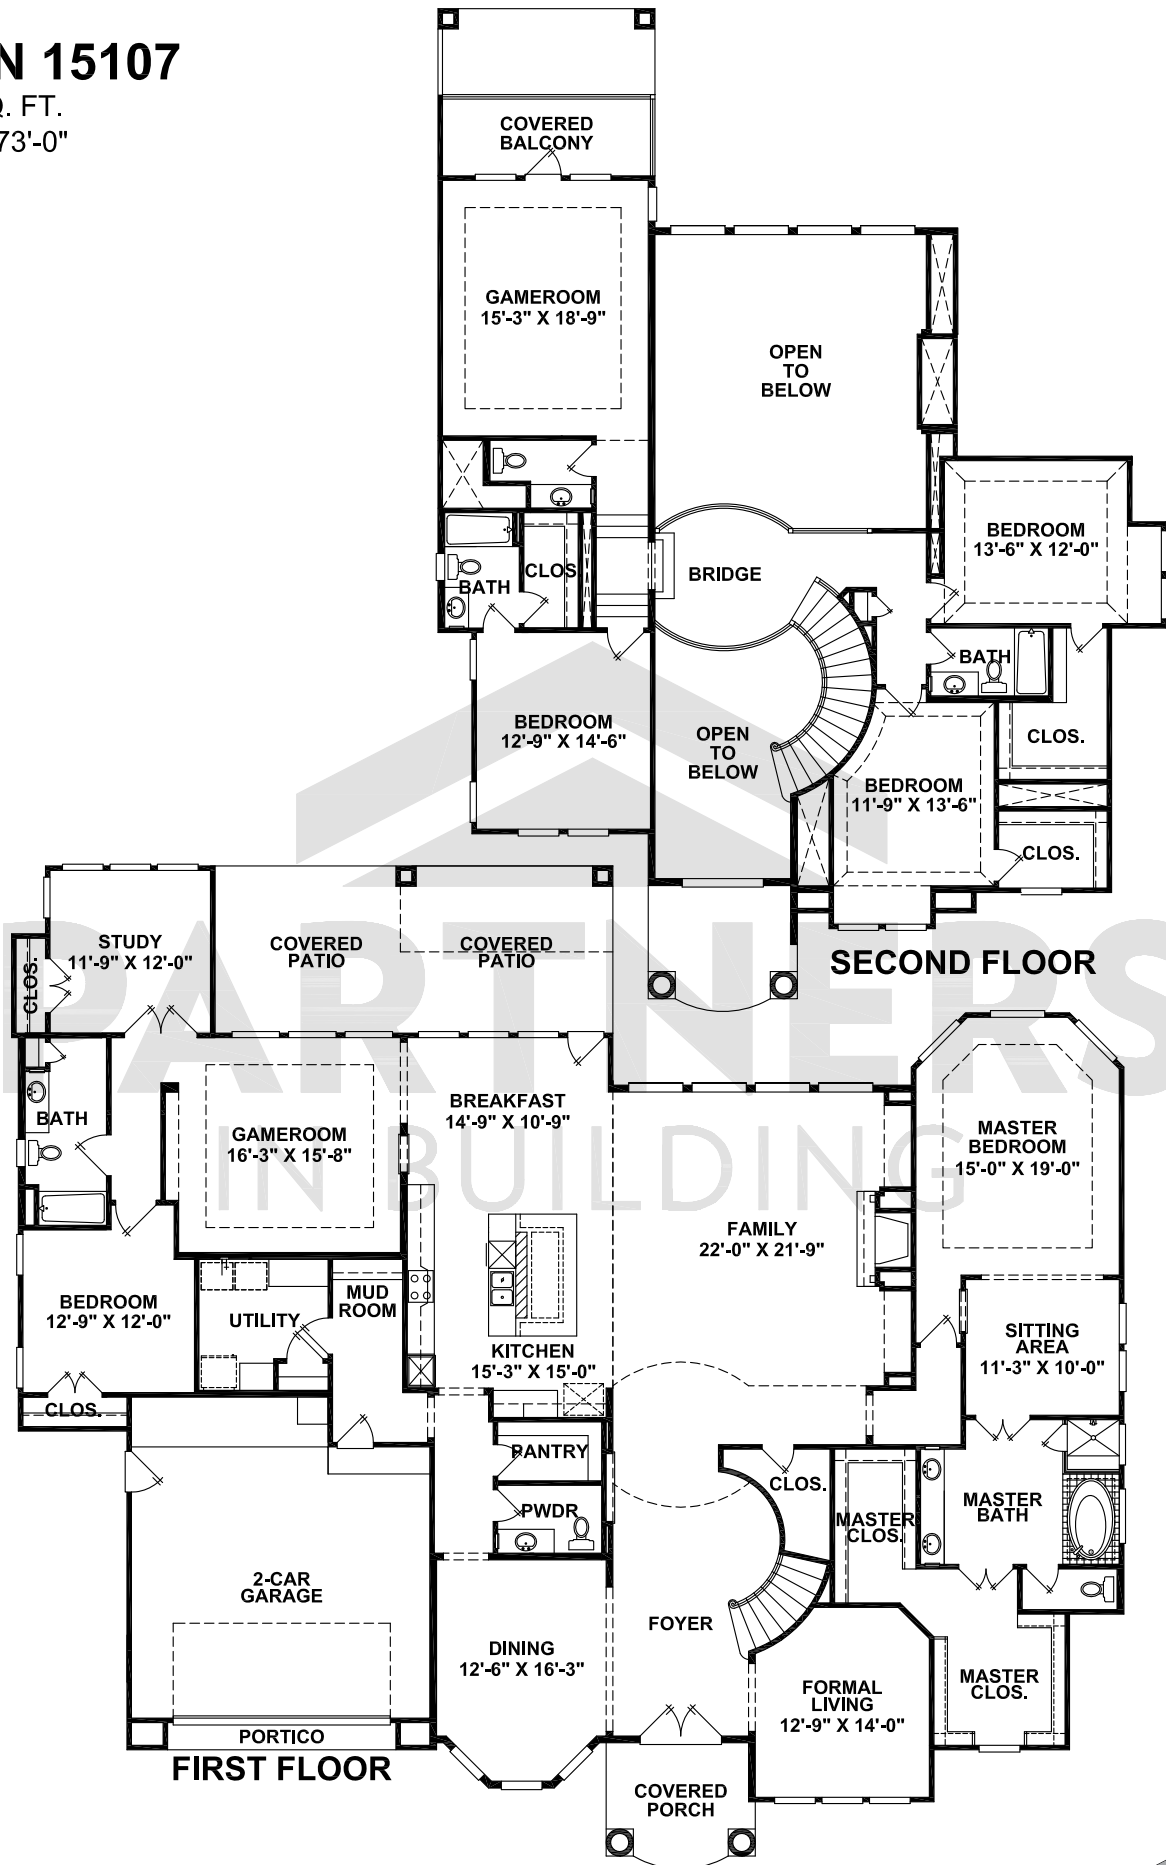 N 15107
Q. FT.
73'-0"
COVERED
BALCONY
GAMEROOM
15'-3" X 18'-9"
OPEN
TO
BELOW
BEDROOM
13'-6" X 12'-0"
BRIDGE
CLOS.
BATH
BATH
BEDROOM
12'-9" X 14'-6"
OPEN
TO
BELOW
CLOS.
BEDROOM
11'-9" X 13'-6"
CLOS.
SECOND FLOOR
PARTNERS
IN BUILDING
STUDY
11'-9" X 12'-0"
CLOS.
COVERED
PATIO
COVERED
PATIO
BATH
GAMEROOM
16'-3" X 15'-8"
BREAKFAST
14'-9" X 10'-9"
MASTER
BEDROOM
15'-0" X 19'-0"
FAMILY
22'-0" X 21'-9"
BEDROOM
12'-9" X 12'-0"
UTILITY
MUD
ROOM
KITCHEN
15'-3" X 15'-0"
SITTING
AREA
11'-3" X 10'-0"
CLOS.
PANTRY
PWDR
CLOS.
MASTER
CLOS.
MASTER
BATH
2-CAR
GARAGE
DINING
12'-6" X 16'-3"
FOYER
FORMAL
LIVING
12'-9" X 14'-0"
MASTER
CLOS.
PORTICO
FIRST FLOOR
COVERED
PORCH